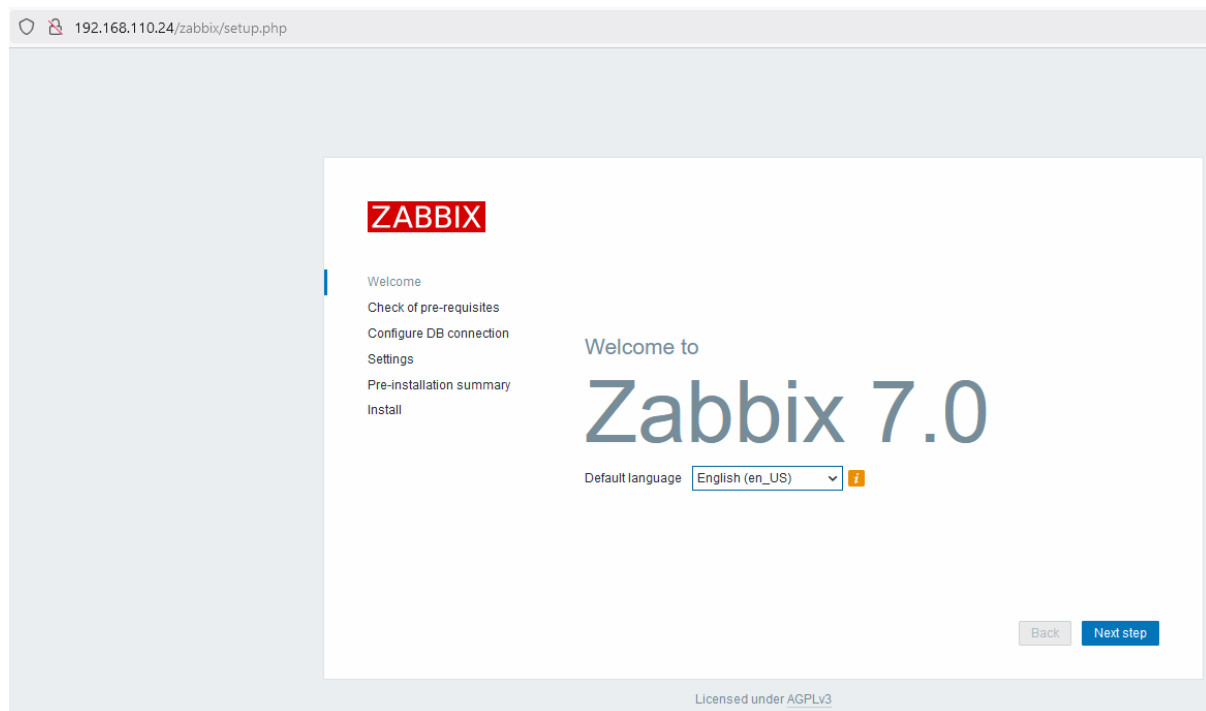 192.168.110.24/zabbix/setup.php
ZABBIX
Welcome
Check of pre-requisites
Configure DB connection
Settings
Pre-installation summary
Install
Welcome to
Zabbix 7.0
Default language English (en_US) i
Back Next step
Licensed under AGPLv3